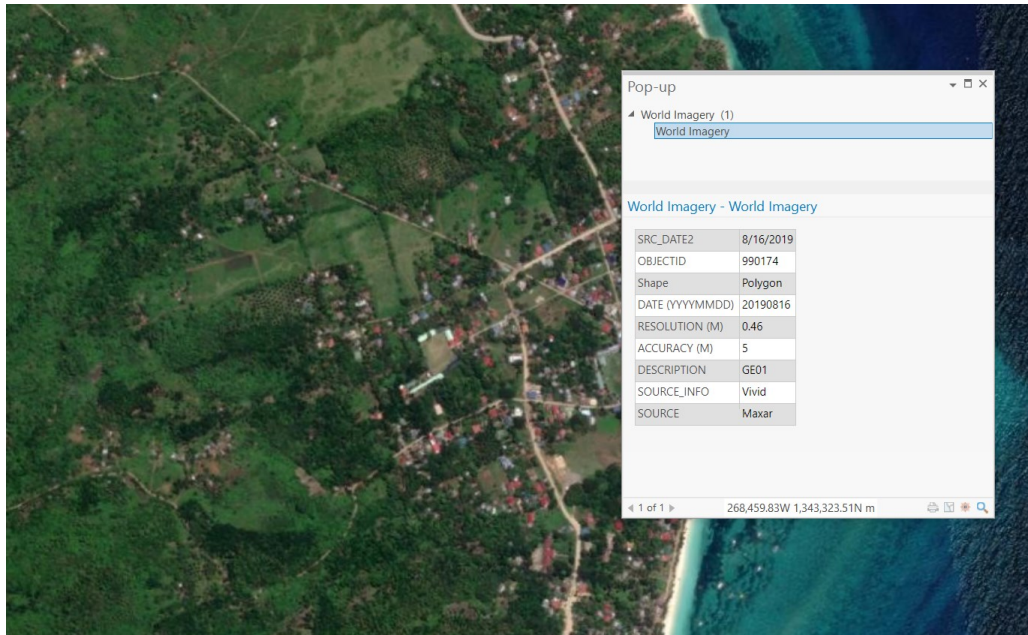 Pop-up
World Imagery (1)
World Imagery
World Imagery - World Imagery
SRC_DATE2 8/16/2019
OBJECTID 990174
Shape Polygon
DATE (YYYYMMDD) 20190816
RESOLUTION (M) 0.46
ACCURACY (M) 5
DESCRIPTION GE01
SOURCE_INFO Vivid
SOURCE Maxar
1 of 1 268,459.83W 1,343,323.51N m